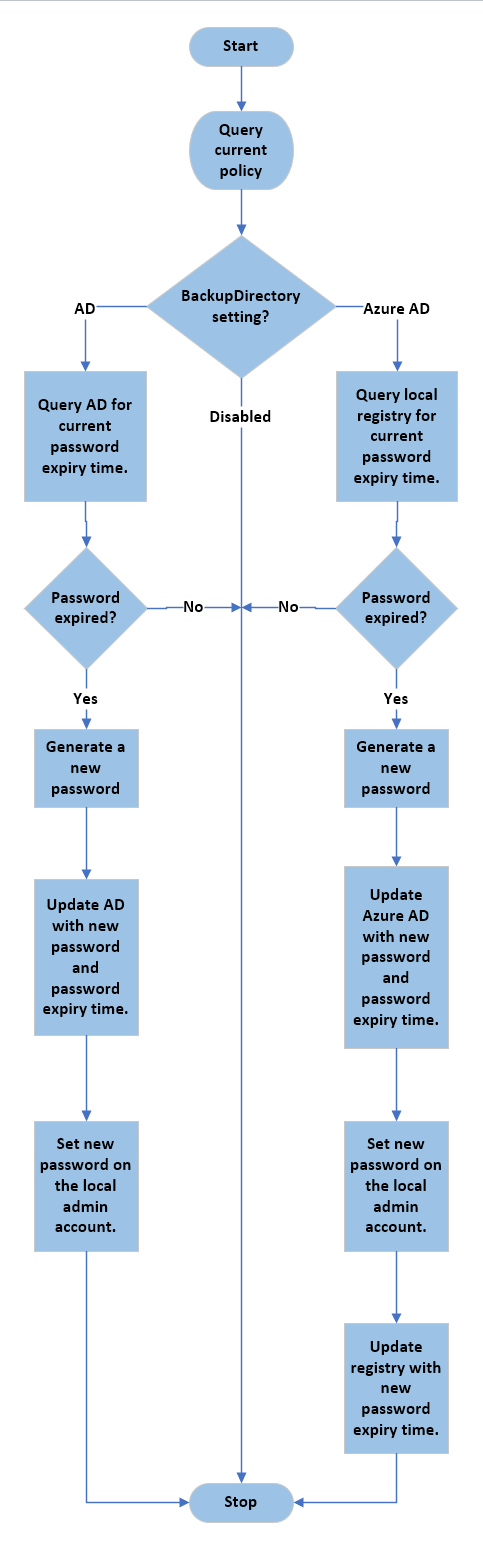 Start
Query
current
policy
BackupDirectory
setting?
AD
Azure AD
Disabled
Query AD for
current
password
expiry time.
Query local
registry for
current
password
expiry time.
Password
expired?
No
No
Password
expired?
Yes
Yes
Generate a
new
password
Generate a
new
password
Update AD
with new
password
and
password
expiry time.
Update
Azure AD
with new
password
and
password
expiry time.
Set new
password on
the local
admin
account.
Set new
password on
the local
admin
account.
Update
registry with
new
password
expiry time.
Stop